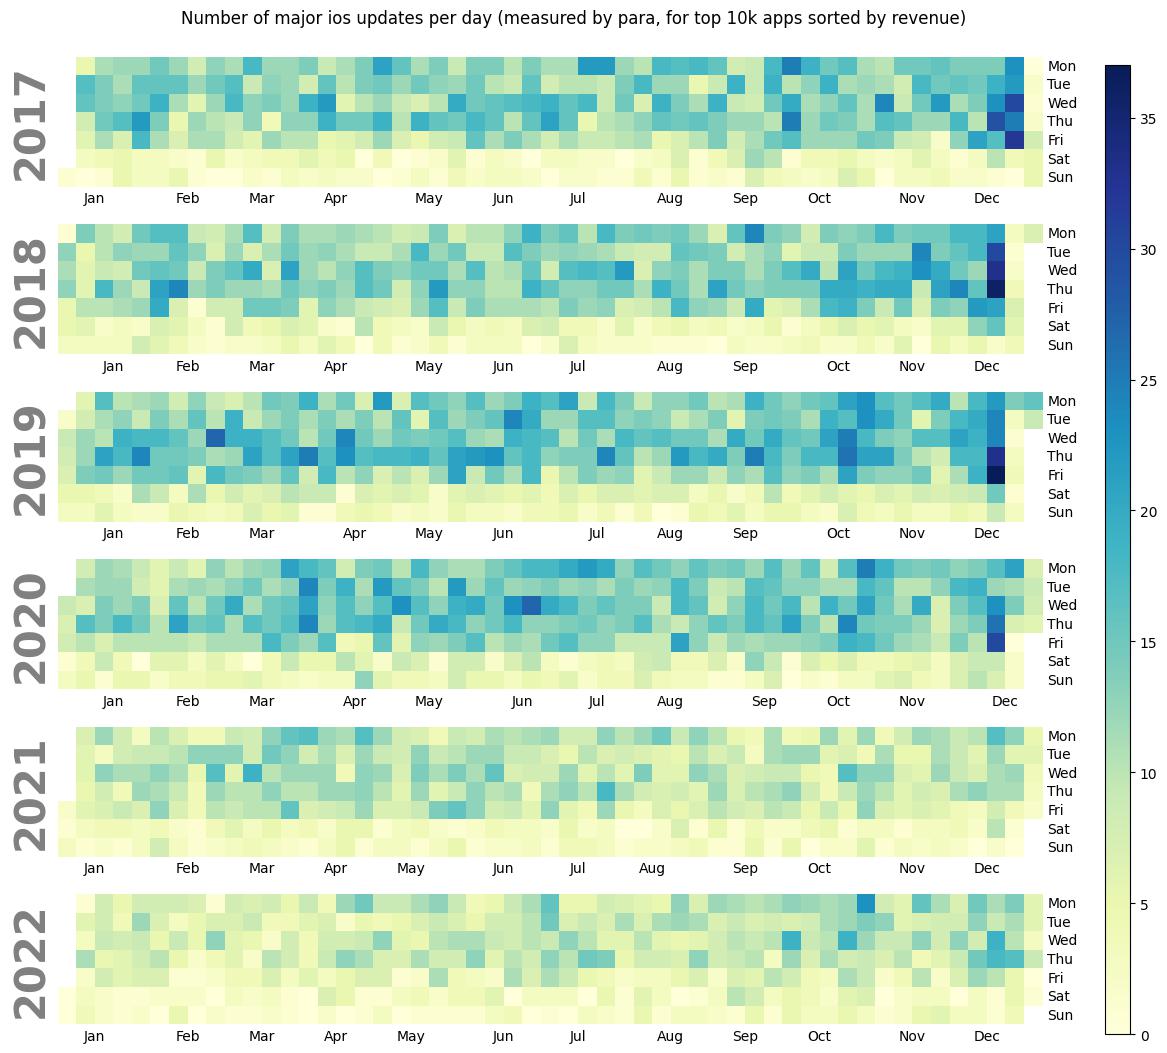 Number of major ios updates per day (measured by para, for top 10k apps sorted by revenue)
2017
Mon
Tue
Wed
Thu
Fri
Sat
Sun
Jan Feb Mar Apr May Jun Jul Aug Sep Oct Nov Dec
2018
Mon
Tue
Wed
Thu
Fri
Sat
Sun
Jan Feb Mar Apr May Jun Jul Aug Sep Oct Nov Dec
2019
Mon
Tue
Wed
Thu
Fri
Sat
Sun
Jan Feb Mar Apr May Jun Jul Aug Sep Oct Nov Dec
2020
Mon
Tue
Wed
Thu
Fri
Sat
Sun
Jan Feb Mar Apr May Jun Jul Aug Sep Oct Nov Dec
2021
Mon
Tue
Wed
Thu
Fri
Sat
Sun
Jan Feb Mar Apr May Jun Jul Aug Sep Oct Nov Dec
2022
Mon
Tue
Wed
Thu
Fri
Sat
Sun
Jan Feb Mar Apr May Jun Jul Aug Sep Oct Nov Dec
35
30
25
20
15
10
5
0